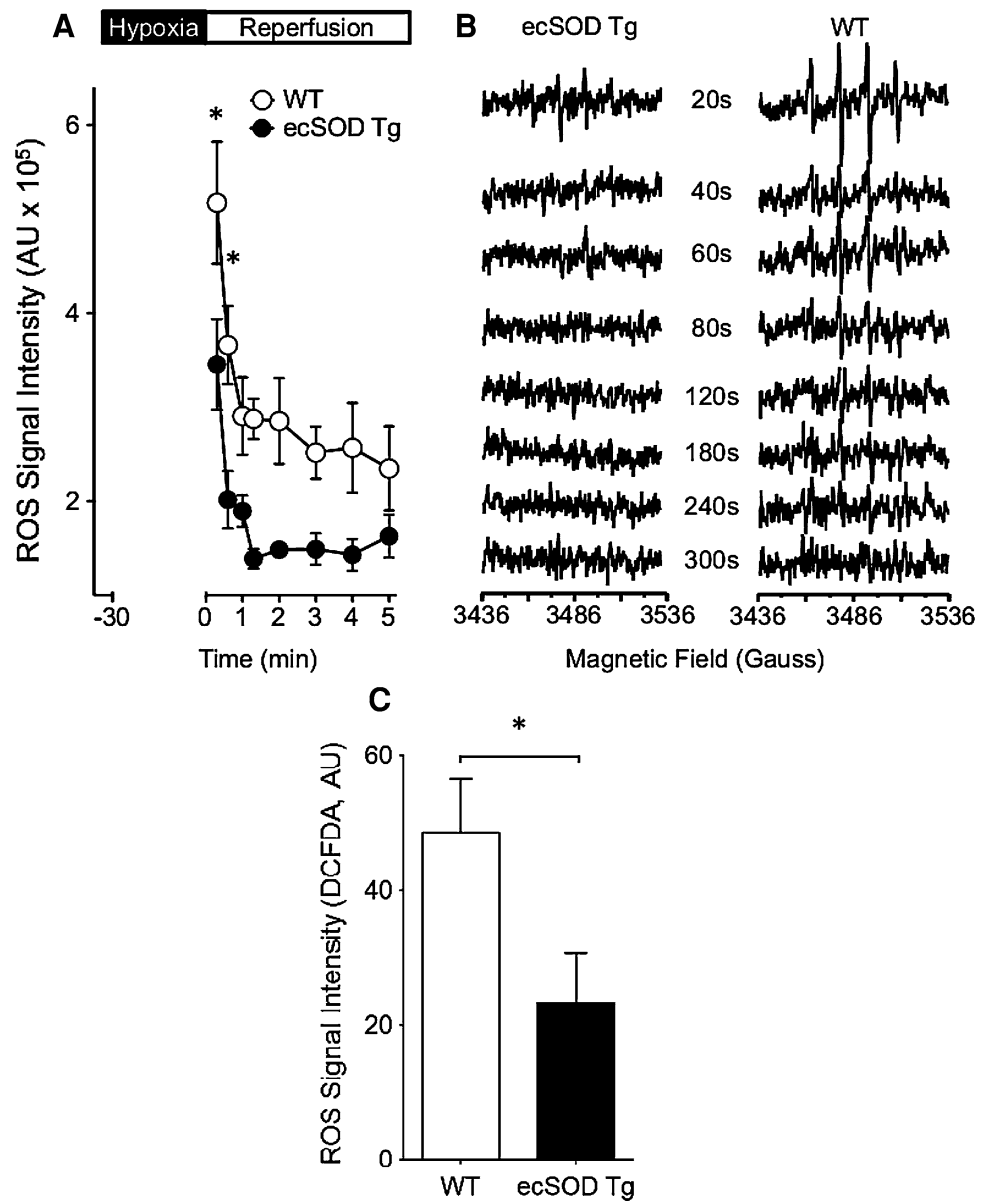 A
Hypoxia Reperfusion
WT
ecSOD Tg
*
*
ROS Signal Intensity (AU x 10⁵)
6
4
2
-30 0 1 2 3 4 5
Time (min)
B
ecSOD Tg WT
20s
40s
60s
80s
120s
180s
240s
300s
3436 3486 3536 3436 3486 3536
Magnetic Field (Gauss)
C
*
ROS Signal Intensity (DCFDA, AU)
60
40
20
0
WT ecSOD Tg